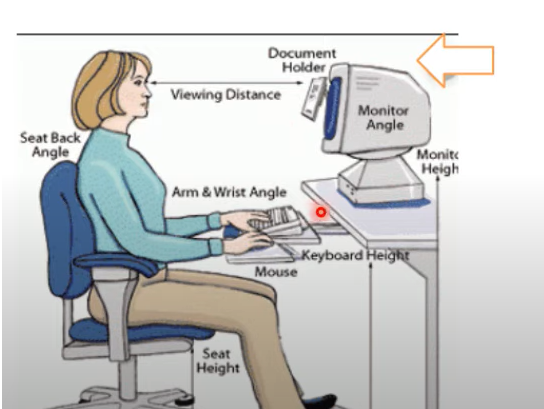 Document
Holder
Viewing Distance
Monitor
Angle
Seat Back
Angle
Arm & Wrist Angle
Keyboard Height
Mouse
Seat
Height